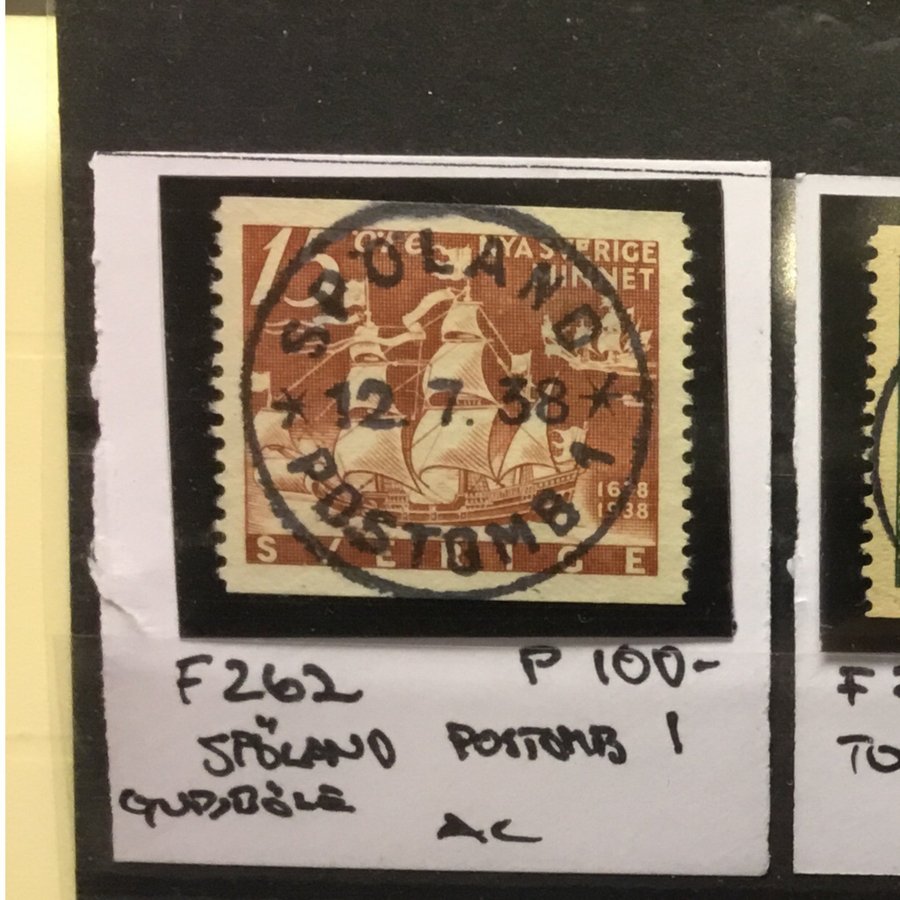 15 öre NYA SVERIGE
MINNET
SPÖLAND
* 12.7.38 *
POSTOMB 1
1638
1938
SVERIGE
F262 P 100-
SPÖLAND POSTOMB 1
AC
F
TO